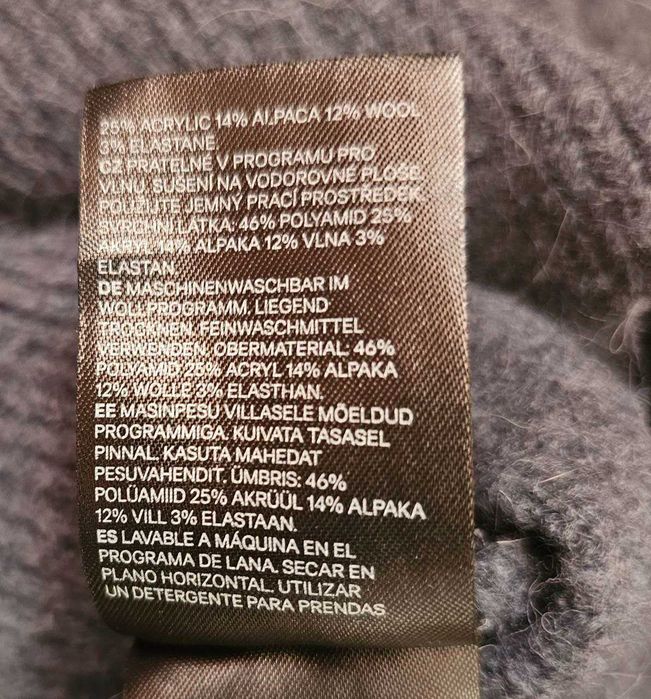 25% ACRYLIC 14% ALPACA 12% WOOL
3% ELASTANE
CZ PRATELNÉ V PROGRAMU PRO
VLNU. SUŠENÍ NA VODOROVNÉ PLOŠE.
POUŽIJTE JEMNÝ PRACÍ PROSTŘEDEK
SVRCHNÍ LÁTKA: 46% POLYAMID 25%
AKRYL 14% ALPAKA 12% VLNA 3%
ELASTAN.
DE MASCHINENWASCHBAR IM
WOLLPROGRAMM. LIEGEND
TROCKNEN. FEINWASCHMITTEL
VERWENDEN. OBERMATERIAL: 46%
POLYAMID 25% ACRYL 14% ALPAKA
12% WOLLE 3% ELASTHAN.
EE MASINPESU VILLASELE MÕELDUD
PROGRAMMIGA. KUIVATA TASASEL
PINNAL. KASUTA MAHEDAT
PESUVAHENDIT. ÜMBRIS: 46%
POLÜAMIID 25% AKRÜÜL 14% ALPAKA
12% VILL 3% ELASTAAN.
ES LAVABLE A MÁQUINA EN EL
PROGRAMA DE LANA. SECAR EN
PLANO HORIZONTAL. UTILIZAR
UN DETERGENTE PARA PRENDAS